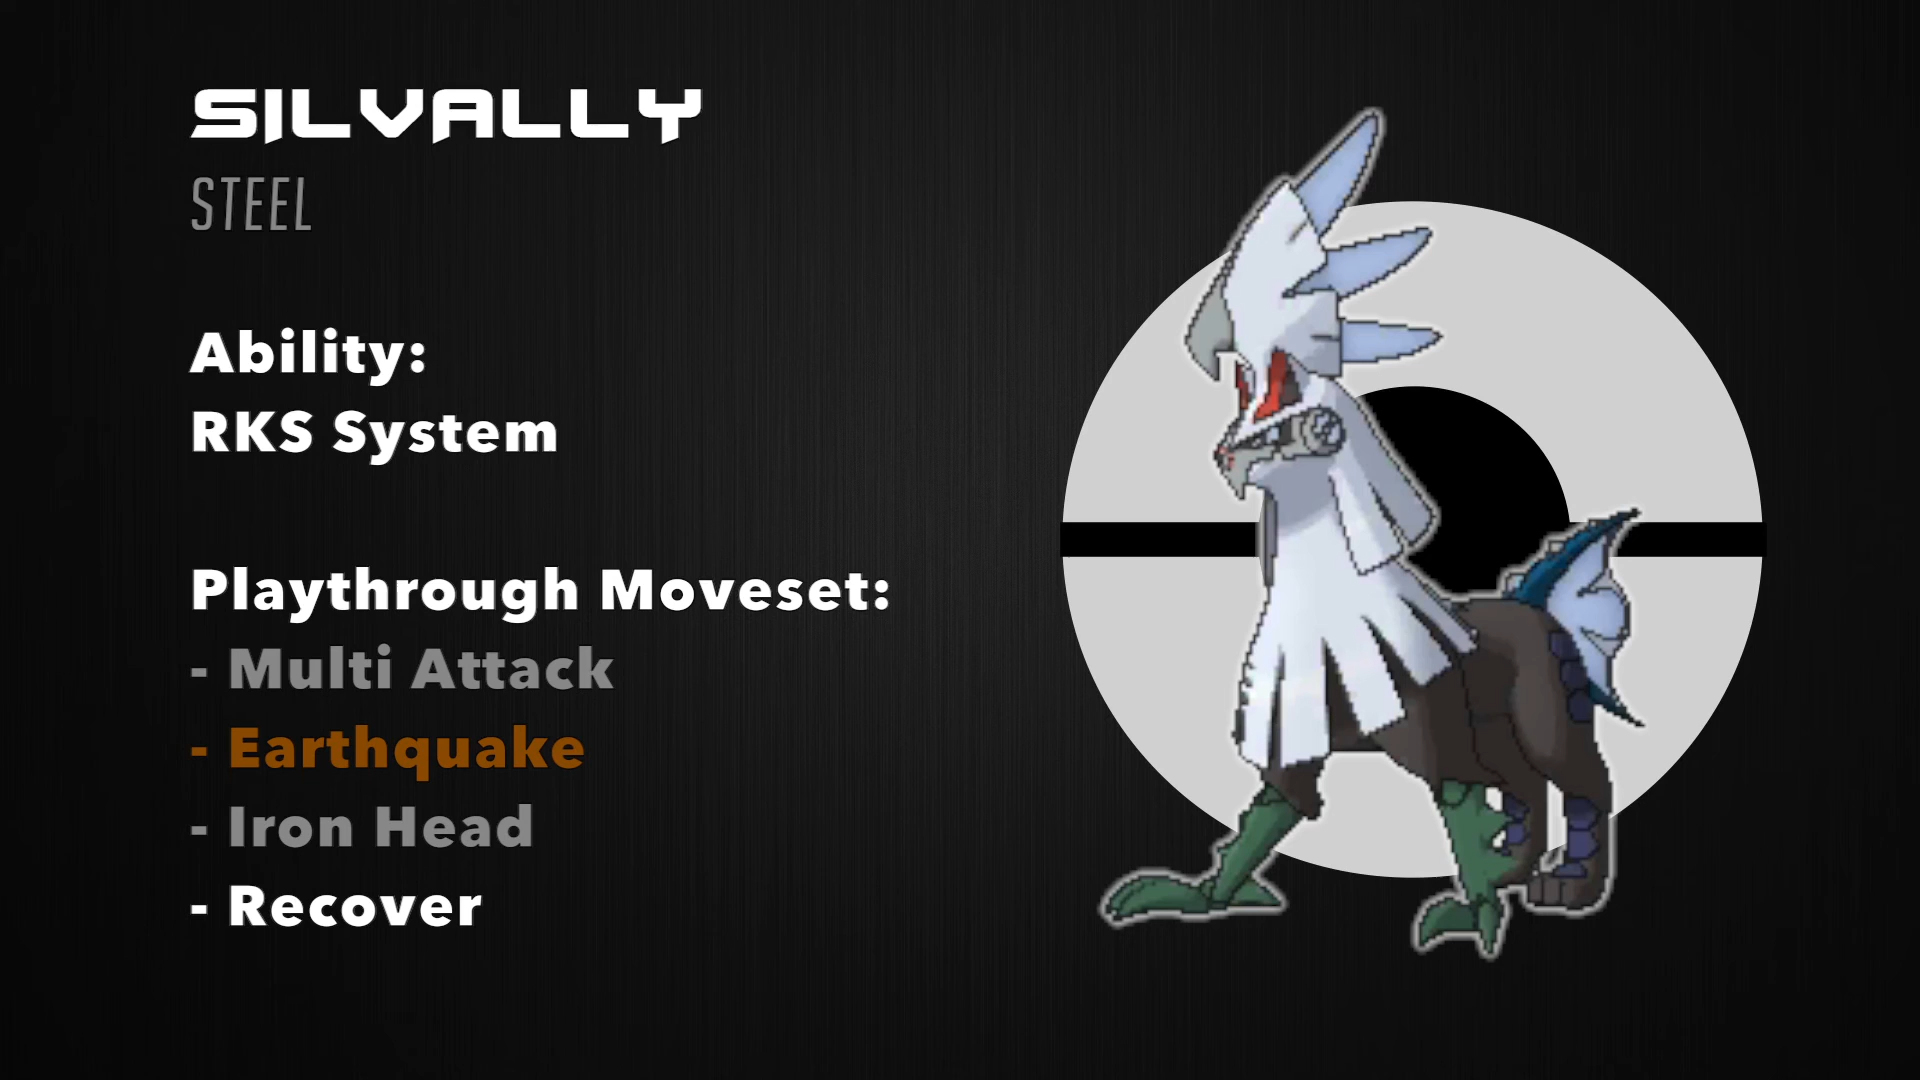 SILVALLY
STEEL
Ability:
RKS System
Playthrough Moveset:
- Multi Attack
- Earthquake
- Iron Head
- Recover